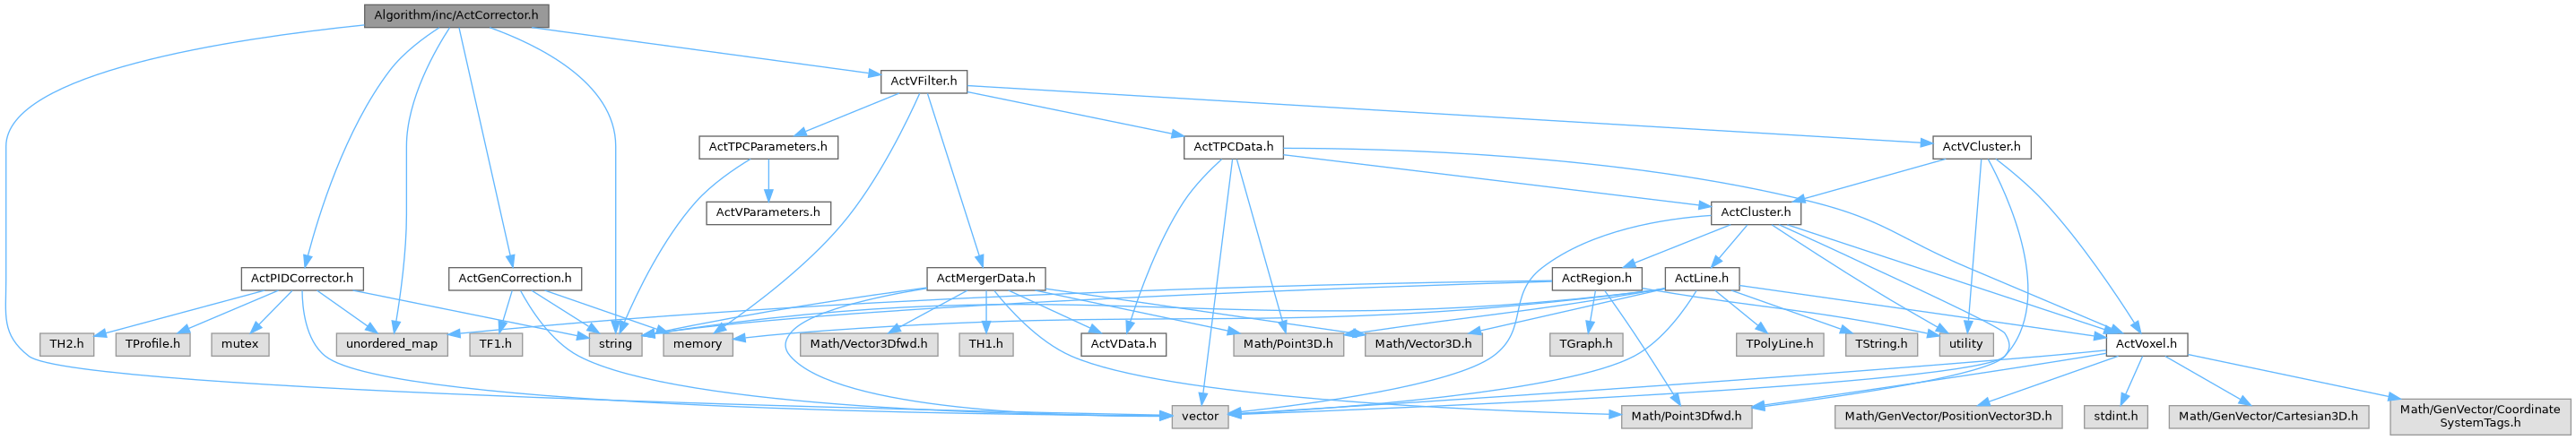 Algorithm/inc/ActCorrector.h
ActVFilter.h
ActTPCParameters.h
ActTPCData.h
ActVCluster.h
ActVParameters.h
ActCluster.h
ActPIDCorrector.h
ActGenCorrection.h
ActMergerData.h
ActRegion.h
ActLine.h
TH2.h
TProfile.h
mutex
unordered_map
TF1.h
string
memory
Math/Vector3Dfwd.h
TH1.h
ActVData.h
Math/Point3D.h
Math/Vector3D.h
TGraph.h
TPolyLine.h
TString.h
utility
ActVoxel.h
vector
Math/Point3Dfwd.h
Math/GenVector/PositionVector3D.h
stdint.h
Math/GenVector/Cartesian3D.h
Math/GenVector/Coordinate
SystemTags.h